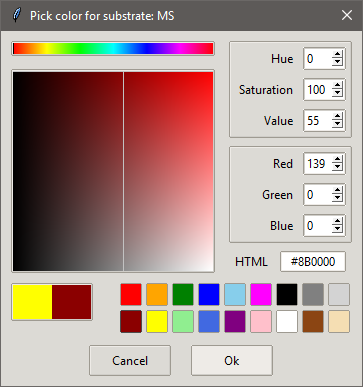 Pick color for substrate: MS
Hue 0
Saturation 100
Value 55
Red 139
Green 0
Blue 0
HTML #8B0000
Cancel Ok